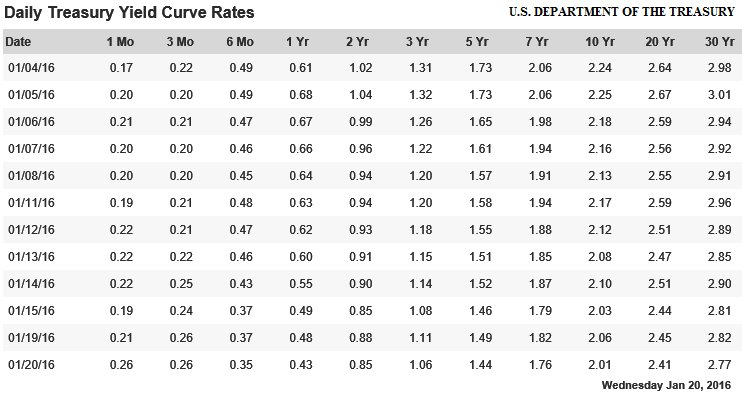 Daily Treasury Yield Curve Rates U.S. DEPARTMENT OF THE TREASURY
Date 1 Mo 3 Mo 6 Mo 1 Yr 2 Yr 3 Yr 5 Yr 7 Yr 10 Yr 20 Yr 30 Yr
01/04/16 0.17 0.22 0.49 0.61 1.02 1.31 1.73 2.06 2.24 2.64 2.98
01/05/16 0.20 0.20 0.49 0.68 1.04 1.32 1.73 2.06 2.25 2.67 3.01
01/06/16 0.21 0.21 0.47 0.67 0.99 1.26 1.65 1.98 2.18 2.59 2.94
01/07/16 0.20 0.20 0.46 0.66 0.96 1.22 1.61 1.94 2.16 2.56 2.92
01/08/16 0.20 0.20 0.45 0.64 0.94 1.20 1.57 1.91 2.13 2.55 2.91
01/11/16 0.19 0.21 0.48 0.63 0.94 1.20 1.58 1.94 2.17 2.59 2.96
01/12/16 0.22 0.21 0.47 0.62 0.93 1.18 1.55 1.88 2.12 2.51 2.89
01/13/16 0.22 0.22 0.46 0.60 0.91 1.15 1.51 1.85 2.08 2.47 2.85
01/14/16 0.22 0.25 0.43 0.55 0.90 1.14 1.52 1.87 2.10 2.51 2.90
01/15/16 0.19 0.24 0.37 0.49 0.85 1.08 1.46 1.79 2.03 2.44 2.81
01/19/16 0.21 0.26 0.37 0.48 0.88 1.11 1.49 1.82 2.06 2.45 2.82
01/20/16 0.26 0.26 0.35 0.43 0.85 1.06 1.44 1.76 2.01 2.41 2.77
Wednesday Jan 20, 2016